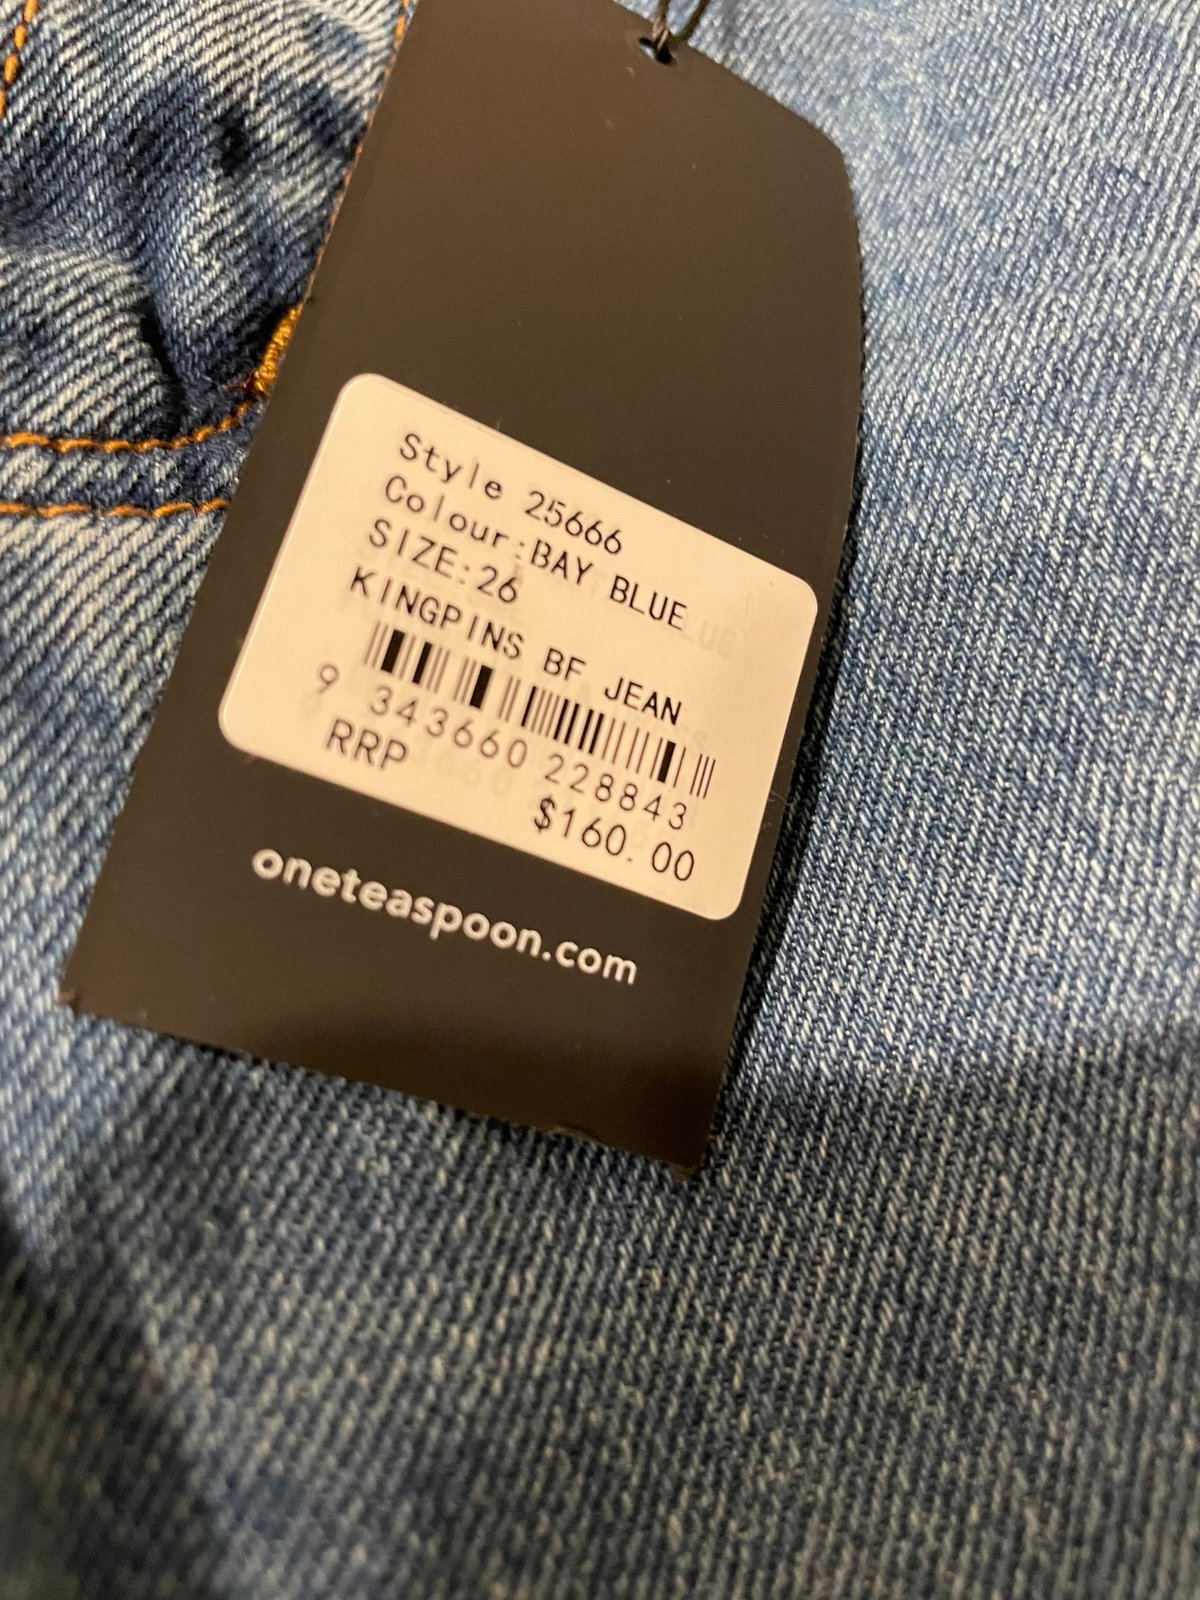 Style 25666
Colour:BAY BLUE
SIZE:26
KINGPINS BF JEAN
9 343660 228843
RRP
$160.00
oneteaspoon.com